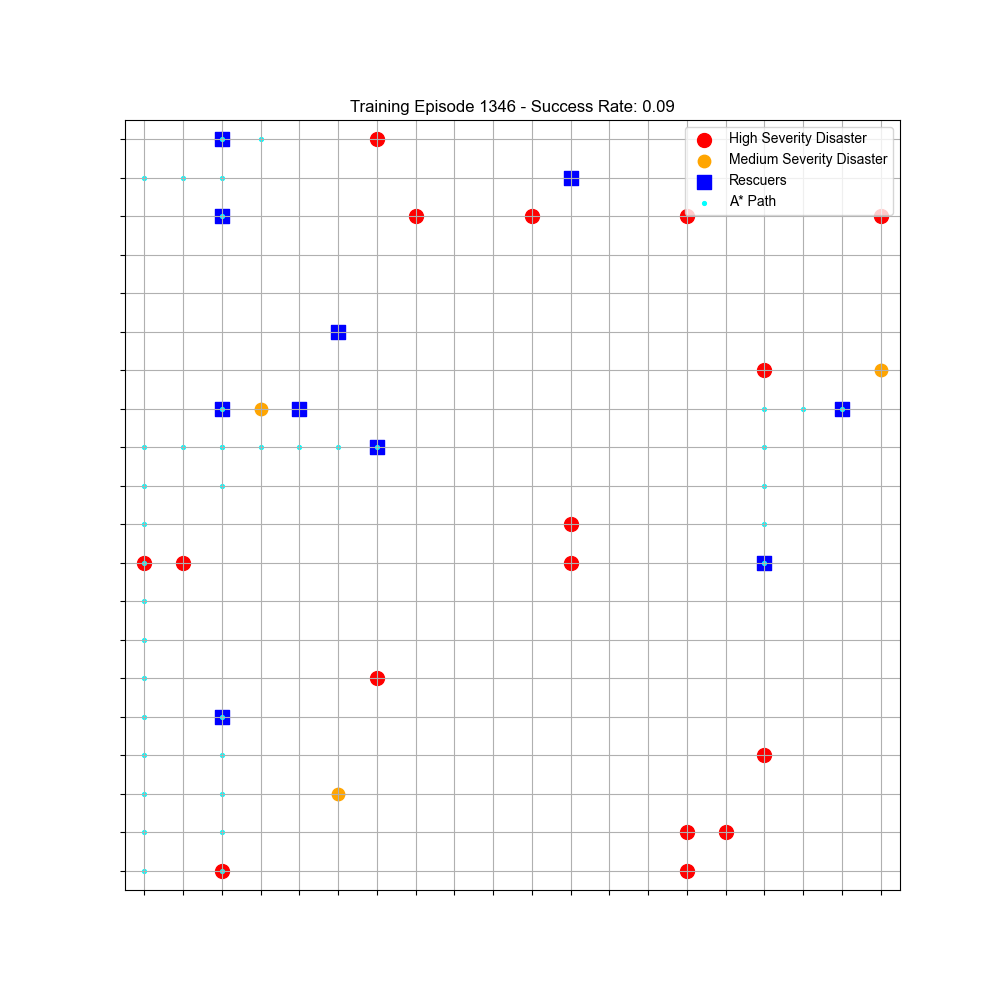 Training Episode 1346 - Success Rate: 0.09
High Severity Disaster
Medium Severity Disaster
Rescuers
A* Path